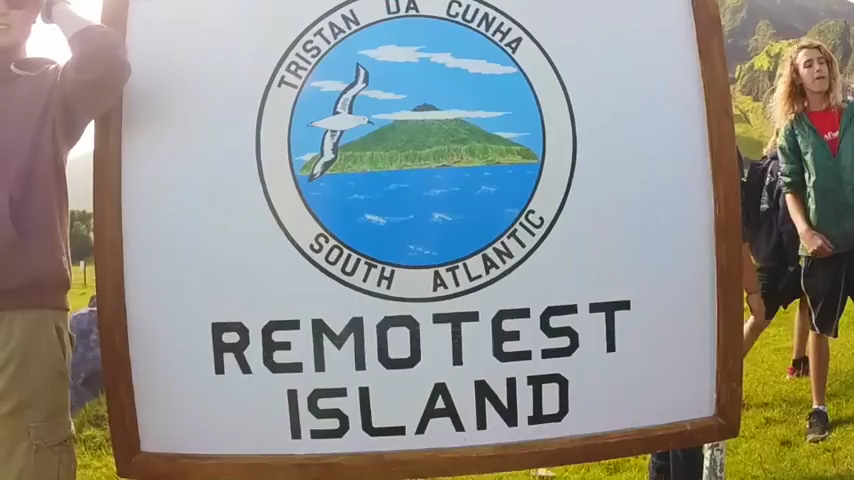 TRISTAN DA CUNHA
SOUTH ATLANTIC
REMOTEST
ISLAND